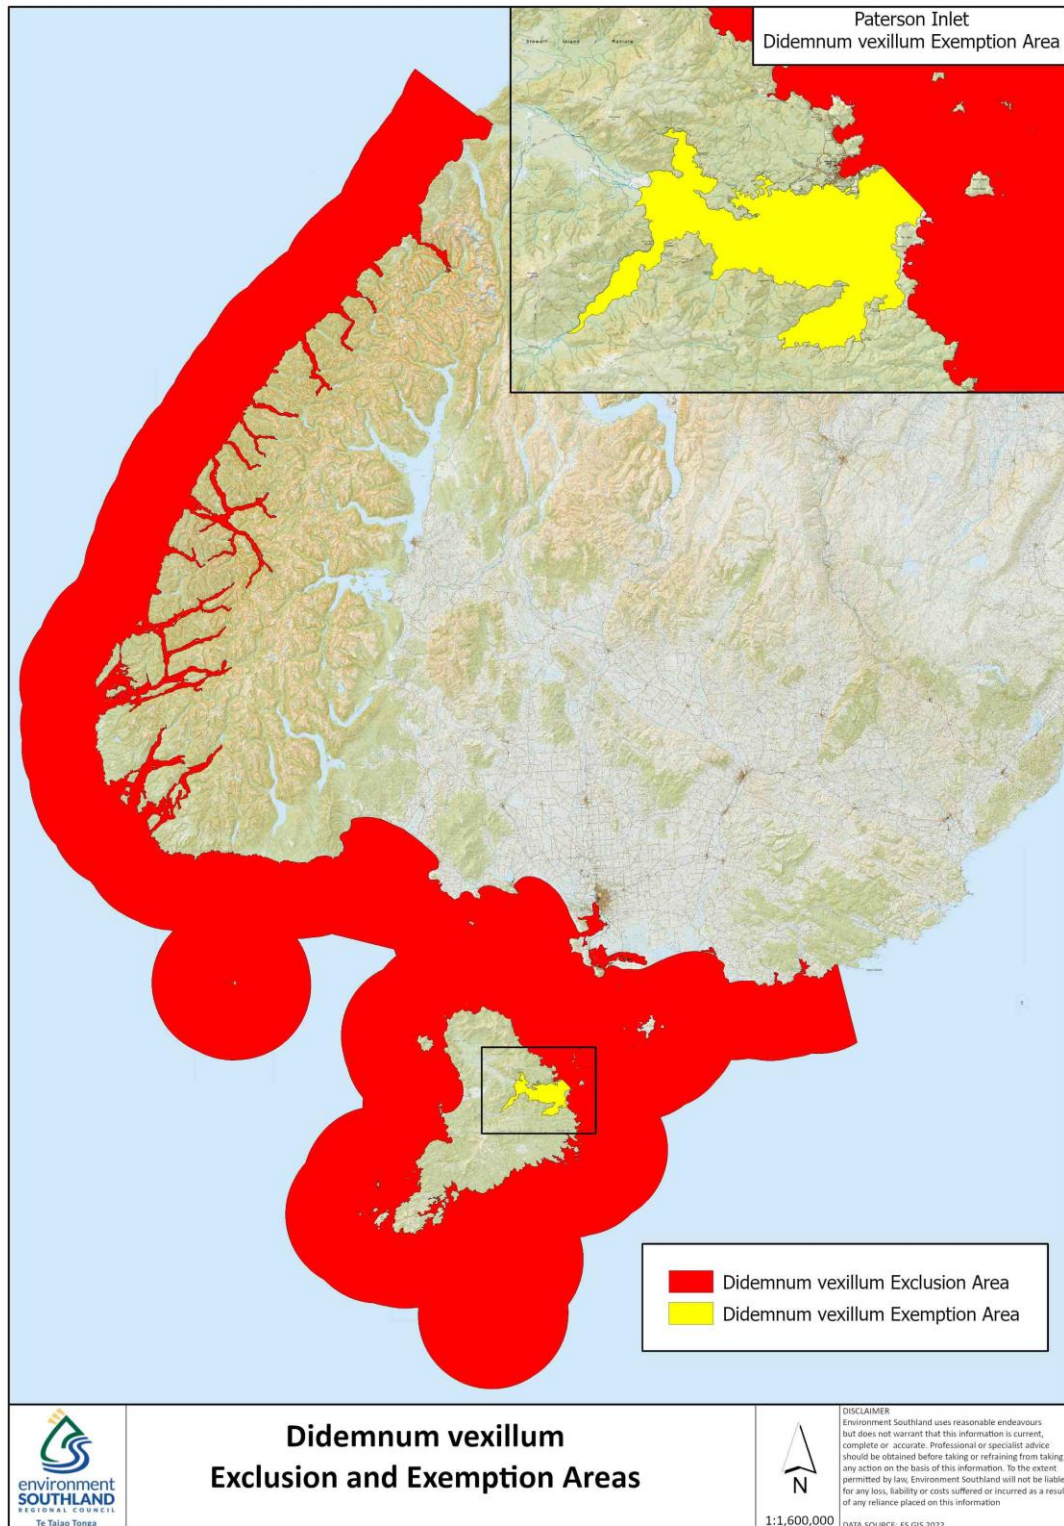 Paterson Inlet
Didemnum vexillum Exemption Area
Stewart Island Rakiura
Didemnum vexillum Exclusion Area
Didemnum vexillum Exemption Area
environment
SOUTHLAND
REGIONAL COUNCIL
Te Taiao Tonga
Didemnum vexillum
Exclusion and Exemption Areas
N
1:1,600,000
DISCLAIMER
Environment Southland uses reasonable endeavours
but does not warrant that this information is current,
complete or accurate. Professional or specialist advice
should be obtained before taking or refraining from taking
any action on the basis of this information. To the extent
permitted by law, Environment Southland will not be liable
for any loss, liability or costs suffered or incurred as a resul
of any reliance placed on this information
DATA SOURCE: ES GIS 2022